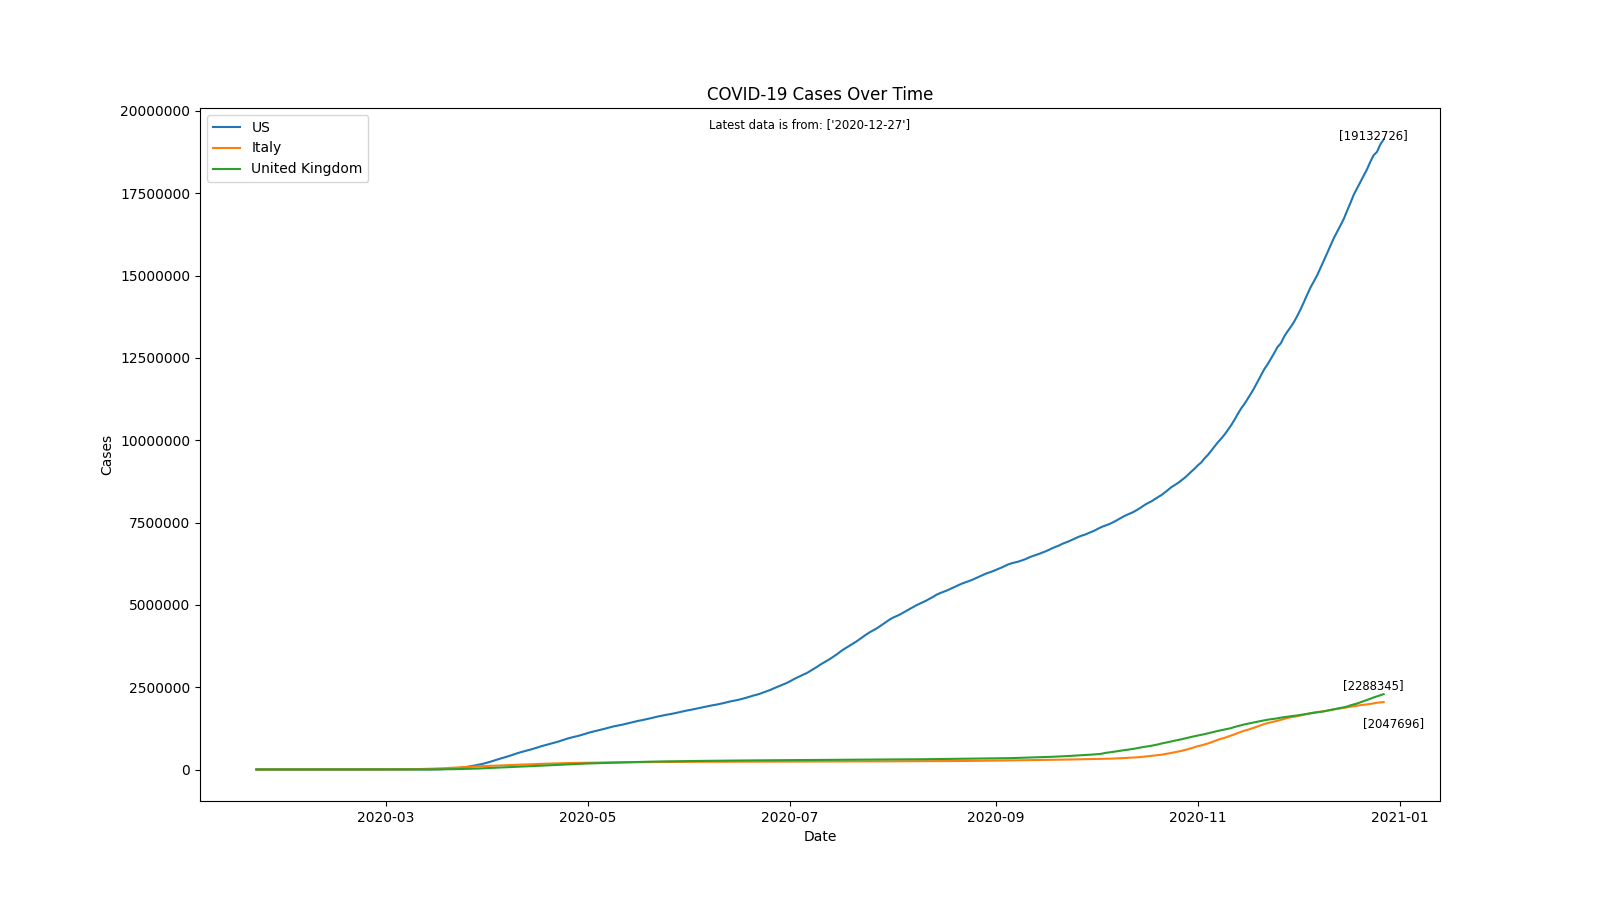 COVID-19 Cases Over Time
20000000
Latest data is from: ['2020-12-27']
US
Italy
United Kingdom
[19132726]
17500000
15000000
12500000
10000000
Cases
7500000
5000000
2500000
[2288345]
[2047696]
0
2020-03 2020-05 2020-07 2020-09 2020-11 2021-01
Date